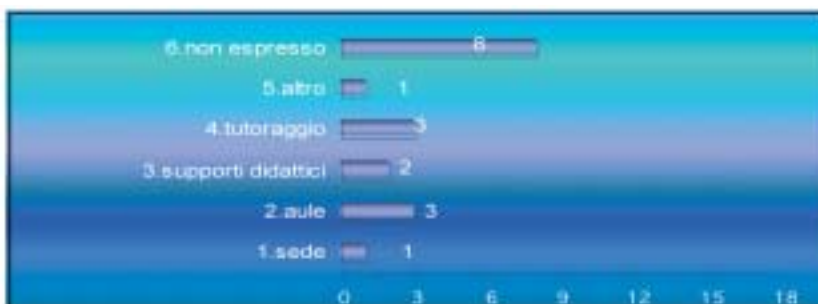 6.non espresso 8
5.altro 1
4.tutoraggio 3
3.supporti didattici 2
2.aule 3
1.sede 1
0 3 6 9 12 15 18